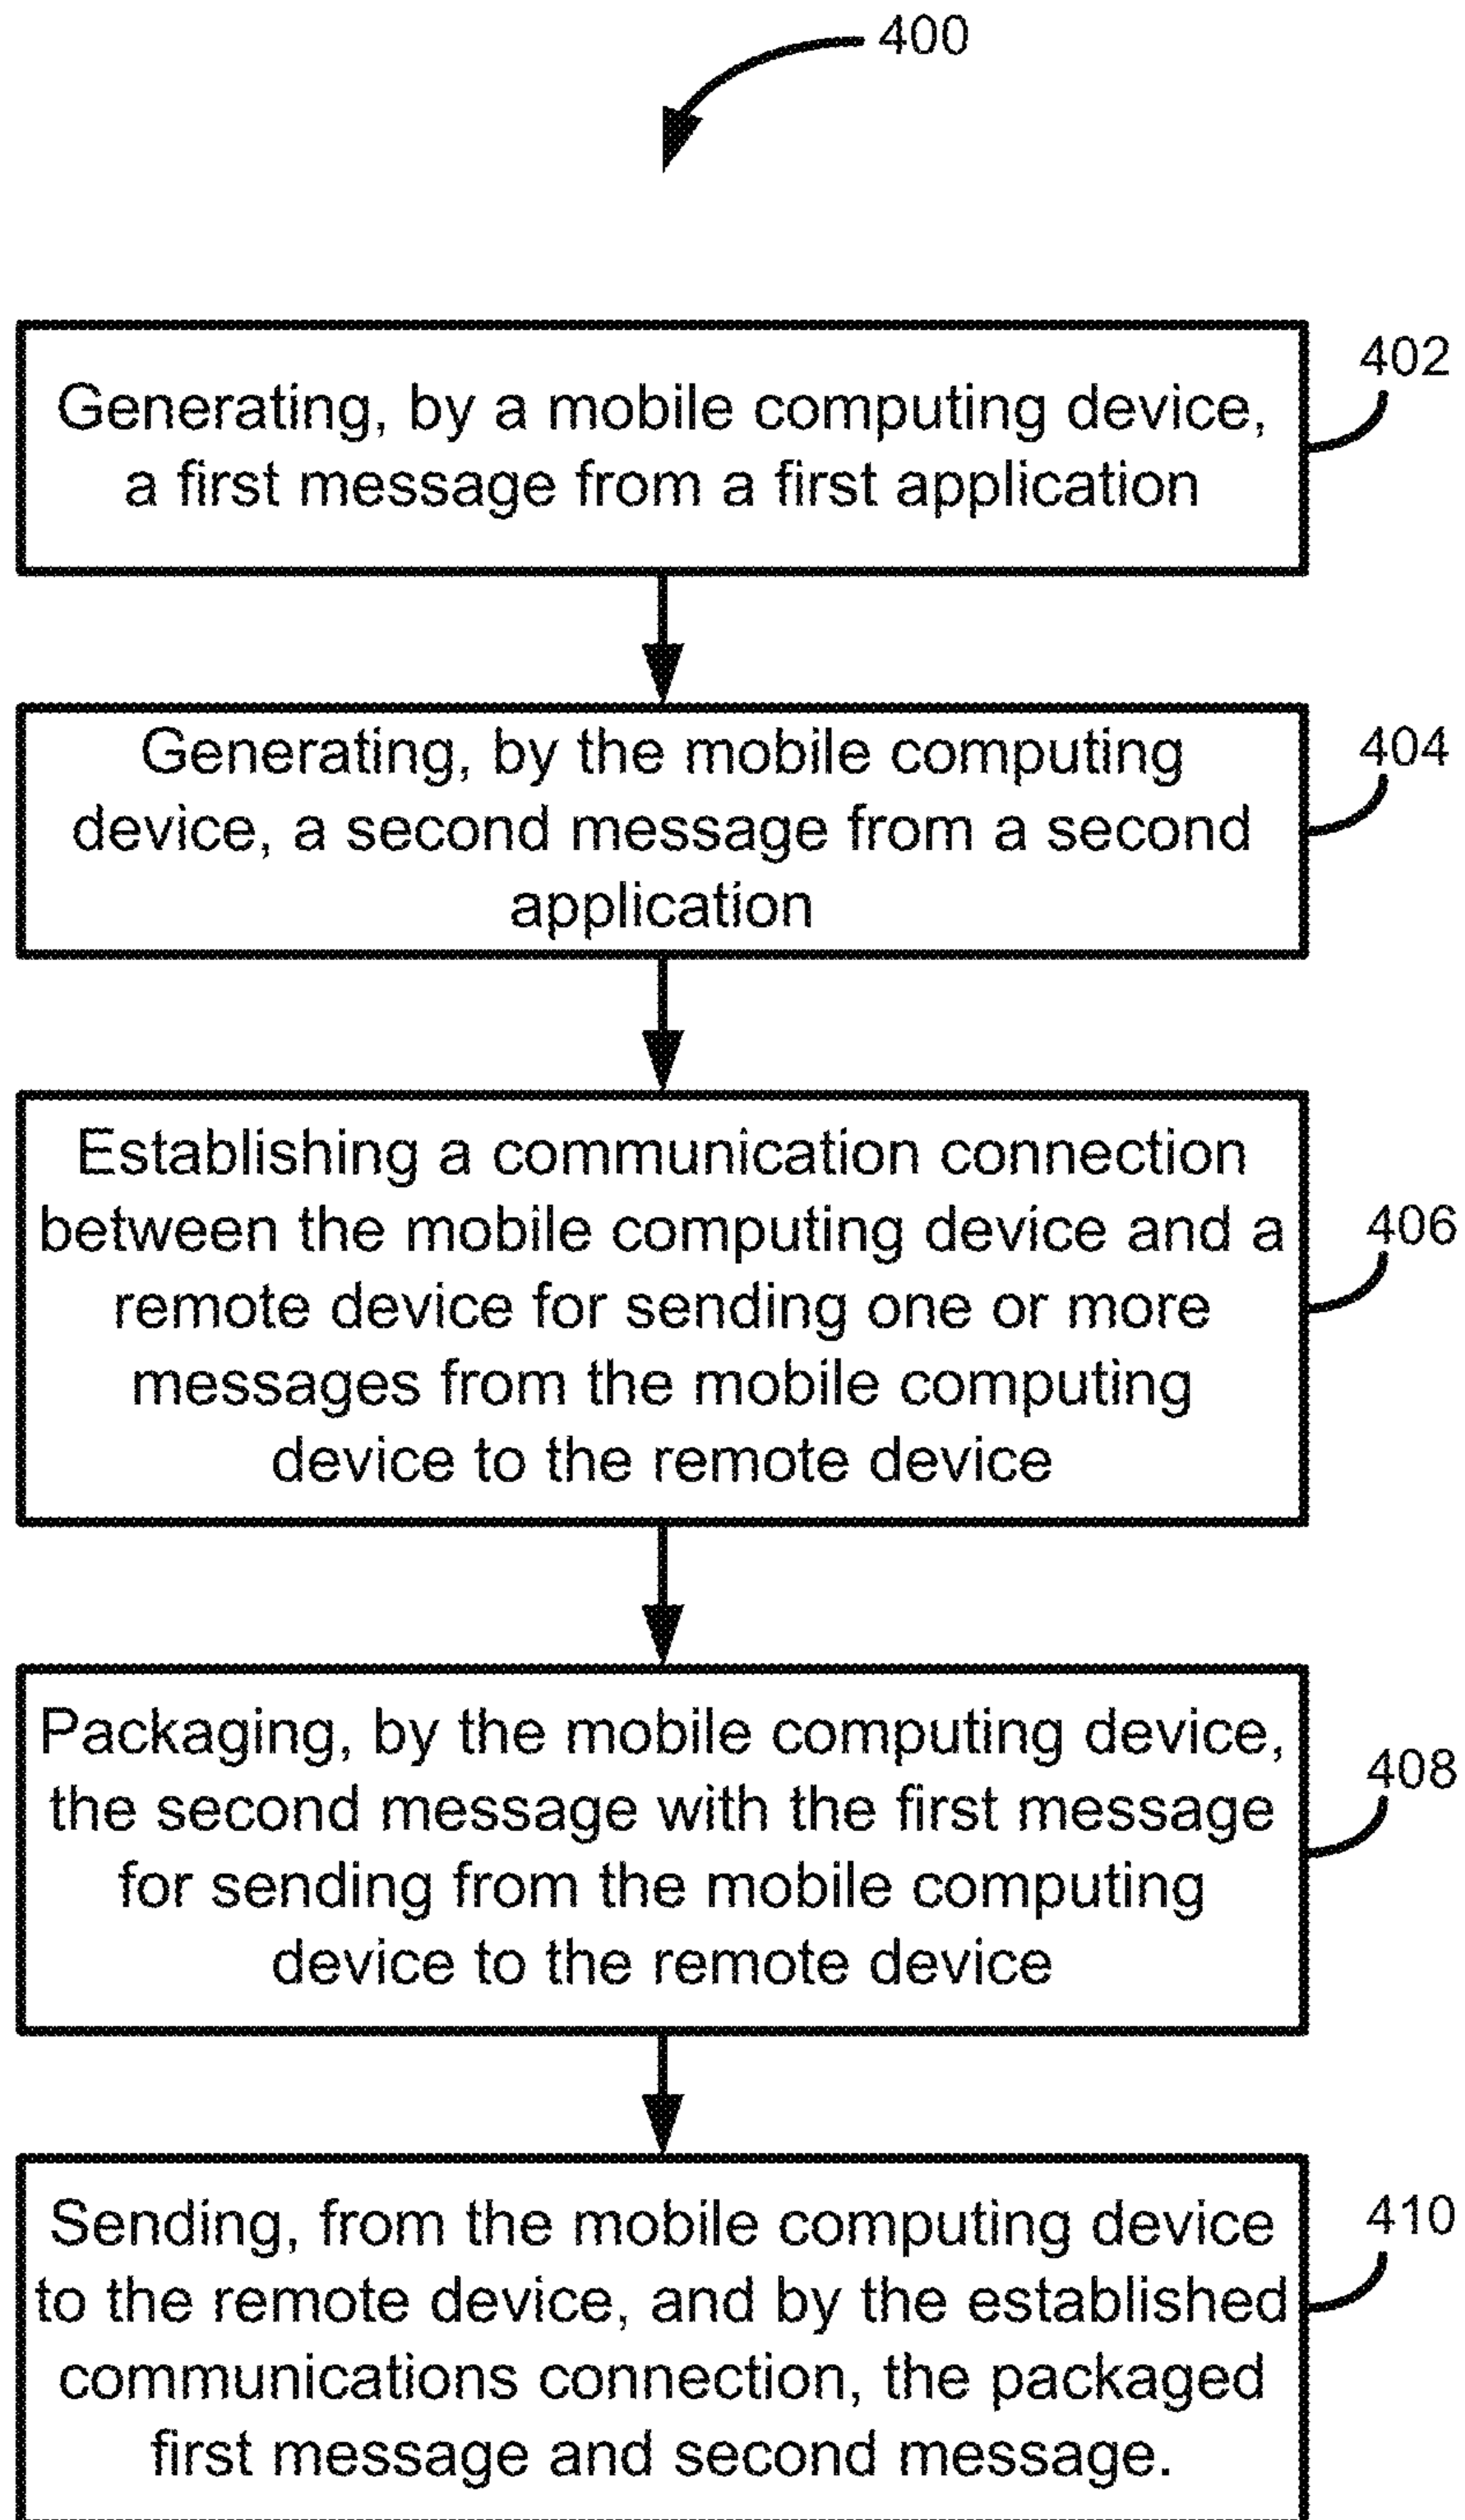 400
402
Generating, by a mobile computing device,
a first message from a first application
404
Generating, by the mobile computing
device, a second message from a second
application
Establishing a communication connection
between the mobile computing device and a
406
remote device for sending one or more
messages from the mobile computing
device to the remote device
Packaging, by the mobile computing device,
408
the second message with the first message
for sending from the mobile computing
device to the remote device
410
Sending, from the mobile computing device
to the remote device, and by the established
communications connection, the packaged
first message and second message.